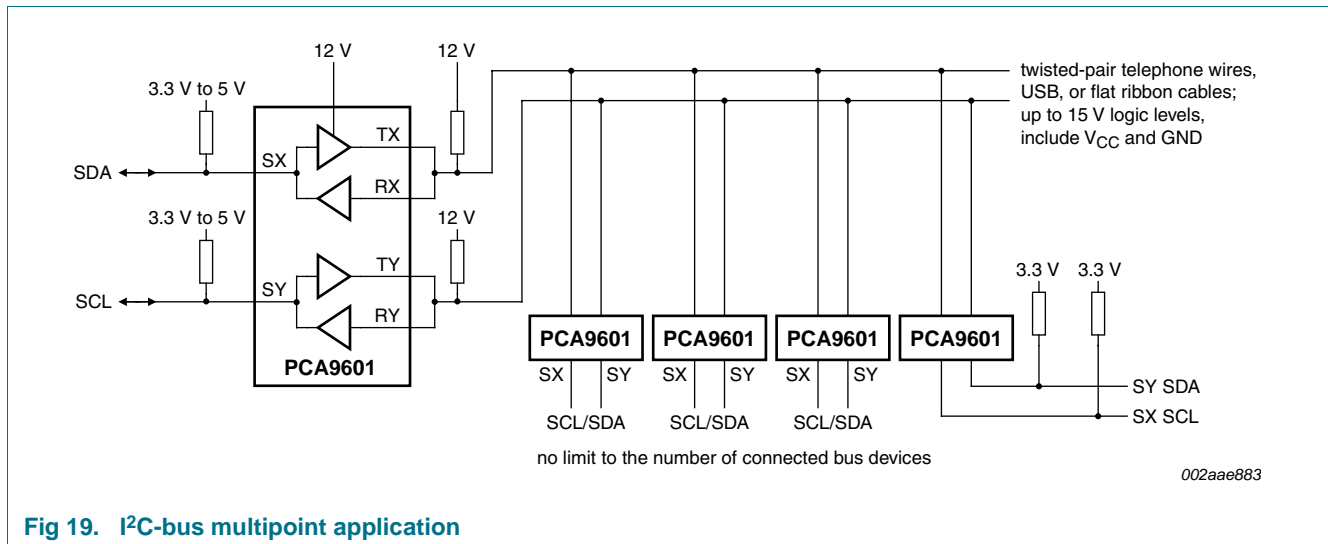 12 V
12 V
3.3 V to 5 V
twisted-pair telephone wires,
USB, or flat ribbon cables;
up to 15 V logic levels,
include VCC and GND
SX
TX
SDA
RX
3.3 V to 5 V
12 V
TY
SY
SCL
RY
PCA9601
3.3 V 3.3 V
PCA9601 PCA9601 PCA9601 PCA9601
SX SY SX SY SX SY
SY SDA
SX SCL
SCL/SDA SCL/SDA SCL/SDA
no limit to the number of connected bus devices
002aae883
Fig 19. I²C-bus multipoint application